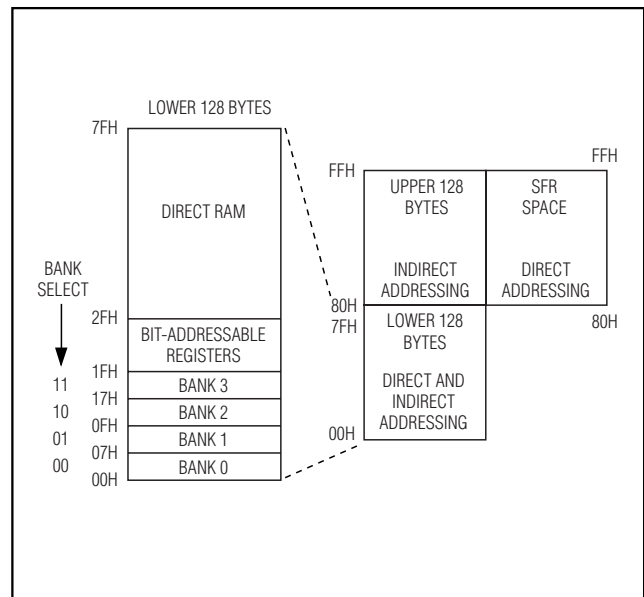 LOWER 128 BYTES
7FH
DIRECT RAM
BANK
SELECT
2FH
BIT-ADDRESSABLE
REGISTERS
1FH
11
BANK 3
17H
10
BANK 2
0FH
01
BANK 1
07H
00
BANK 0
00H
FFH
FFH
UPPER 128
BYTES
SFR
SPACE
INDIRECT
ADDRESSING
DIRECT
ADDRESSING
80H
80H
7FH
LOWER 128
BYTES
DIRECT AND
INDIRECT
ADDRESSING
00H